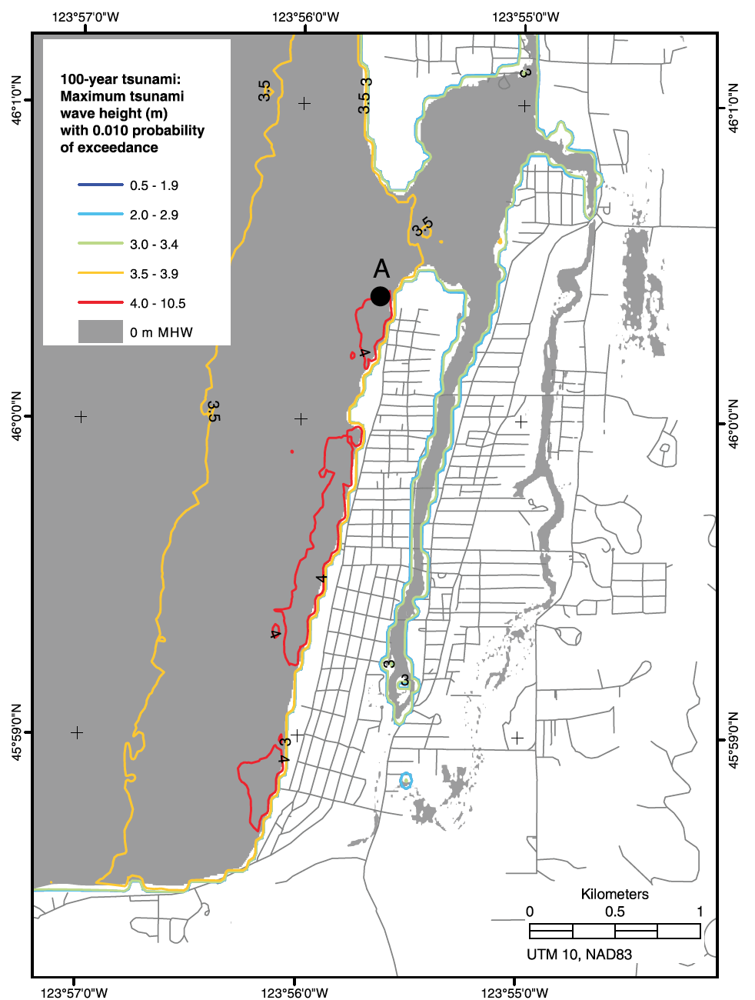 123°57'0"W
123°56'0"W
123°55'0"W
46°1'0"N
46°1'0"N
100-year tsunami:
Maximum tsunami
wave height (m)
with 0.010 probability
of exceedance
0.5 - 1.9
2.0 - 2.9
3.0 - 3.4
3.5 - 3.9
4.0 - 10.5
0 m MHW
3.5
3
3.5
3
3.5
A
4
46°0'0"N
46°0'0"N
3.5
4
4
3
3
45°59'0"N
45°59'0"N
3
4
Kilometers
0
0.5
1
UTM 10, NAD83
123°57'0"W
123°56'0"W
123°55'0"W